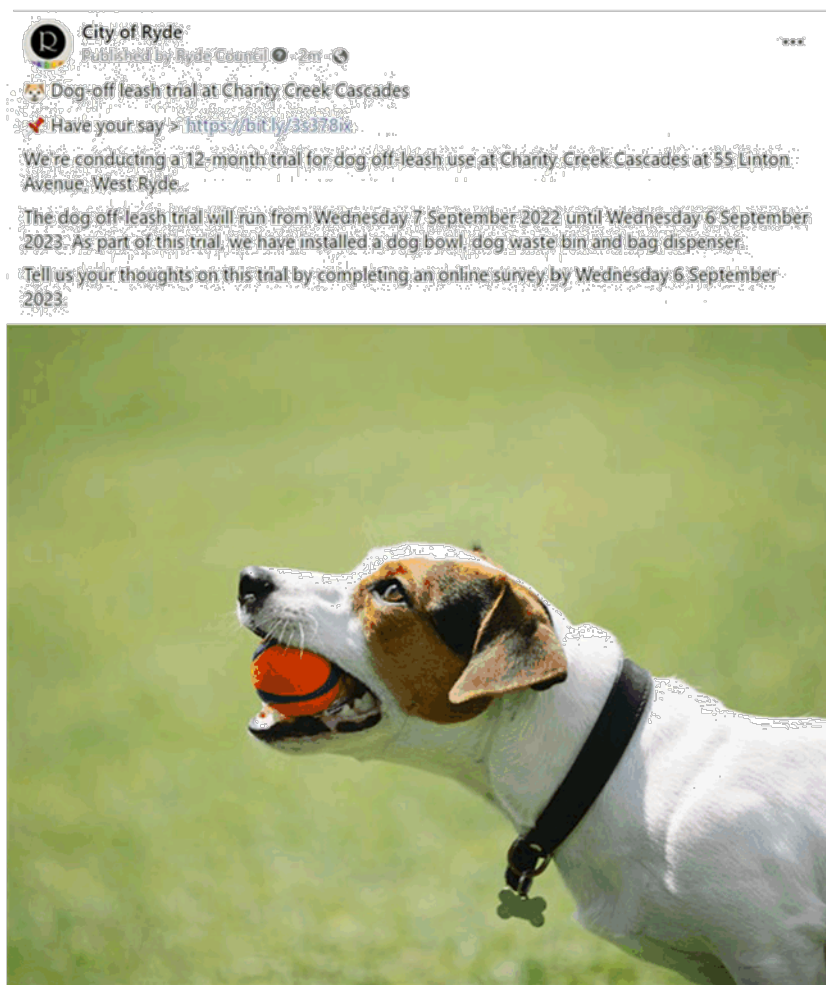 City of Ryde
Published by Ryde Council · 2m ·
Dog-off leash trial at Charity Creek Cascades
Have your say > https://bit.ly/3s378ix
We're conducting a 12-month trial for dog off-leash use at Charity Creek Cascades at 55 Linton
Avenue, West Ryde.
The dog off-leash trial will run from Wednesday 7 September 2022 until Wednesday 6 September
2023. As part of this trial, we have installed a dog bowl, dog waste bin and bag dispenser.
Tell us your thoughts on this trial by completing an online survey by Wednesday 6 September
2023.